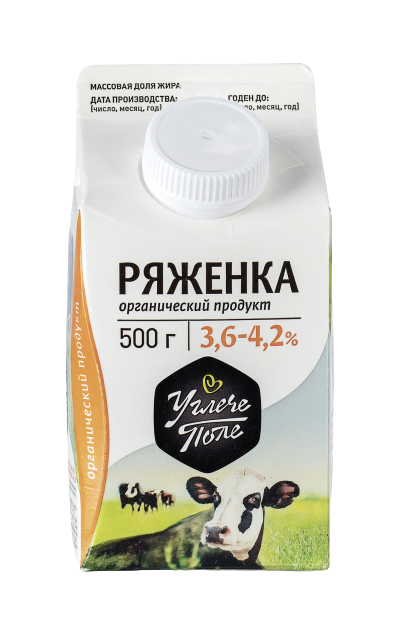 МАССОВАЯ ДОЛЯ ЖИРА
ДАТА ПРОИЗВОДСТВА: ГОДЕН ДО:
(число, месяц, год) месяц, год)
РЯЖЕНКА
органический продукт
500 г 3,6-4,2%
Углече
Поле
органический продукт